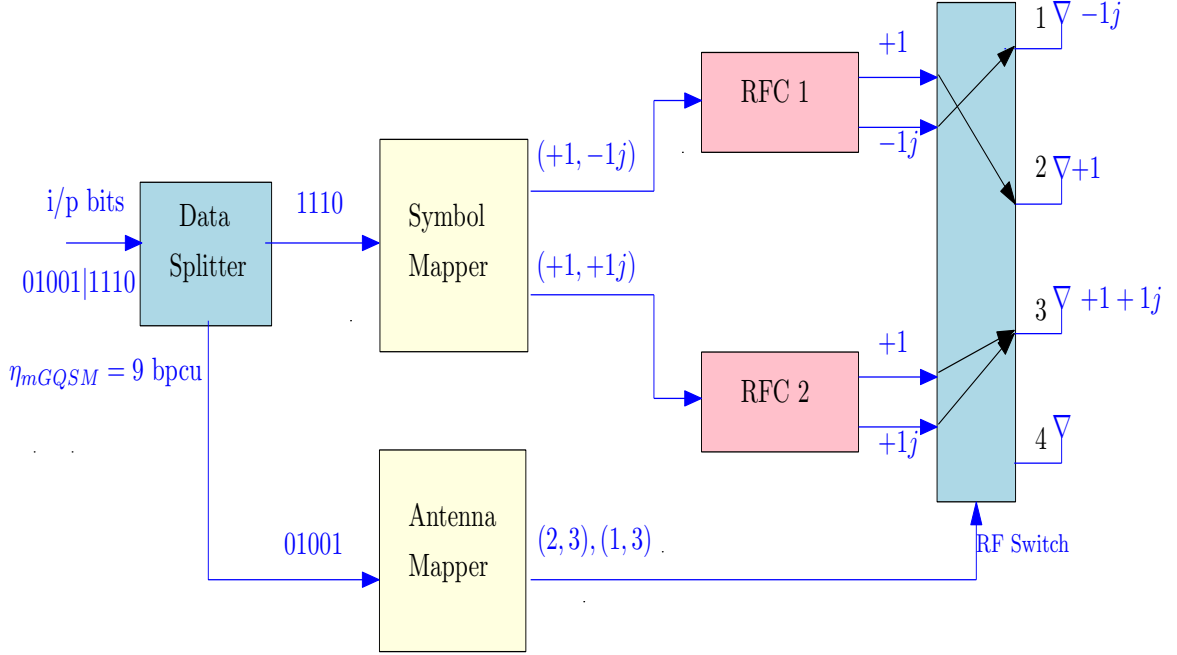 i/p bits
01001|1110
Data
Splitter
η_{mGQSM} = 9 bpcu
1110
Symbol
Mapper
(+1, −1j)
(+1, +1j)
01001
Antenna
Mapper
(2, 3), (1, 3)
RFC 1
+1
−1j
RFC 2
+1
+1j
RF Switch
1 −1j
2 +1
3 +1 + 1j
4